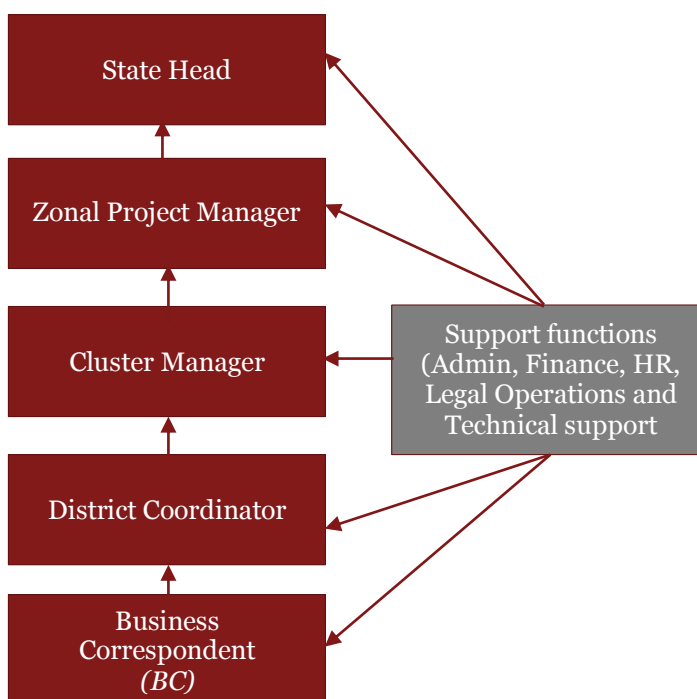 State Head
Zonal Project Manager
Cluster Manager
Support functions
(Admin, Finance, HR,
Legal Operations and
Technical support
District Coordinator
Business
Correspondent
(BC)